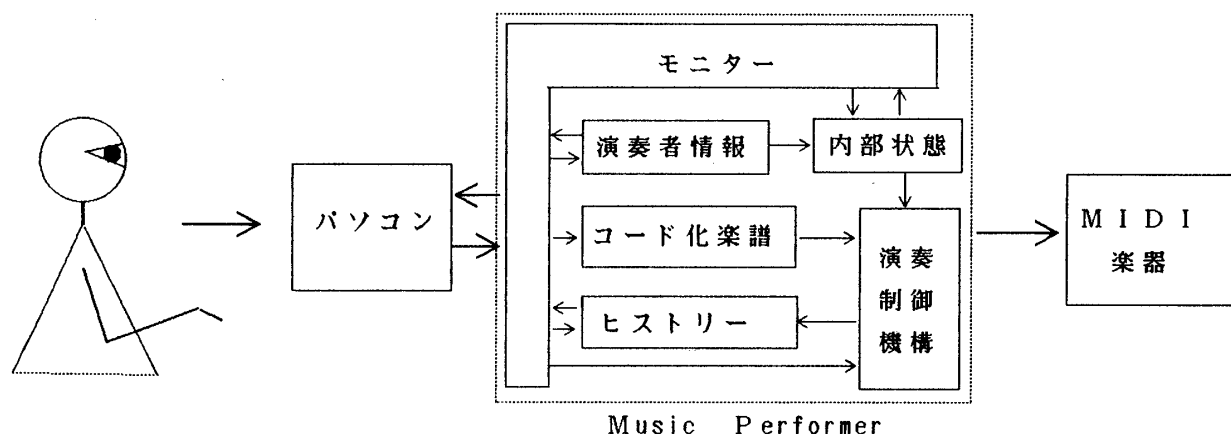 モニター
演奏者情報
内部状態
パソコン
コード化楽譜
演奏
制御
機構
ヒストリー
MIDI
楽器
Music Performer